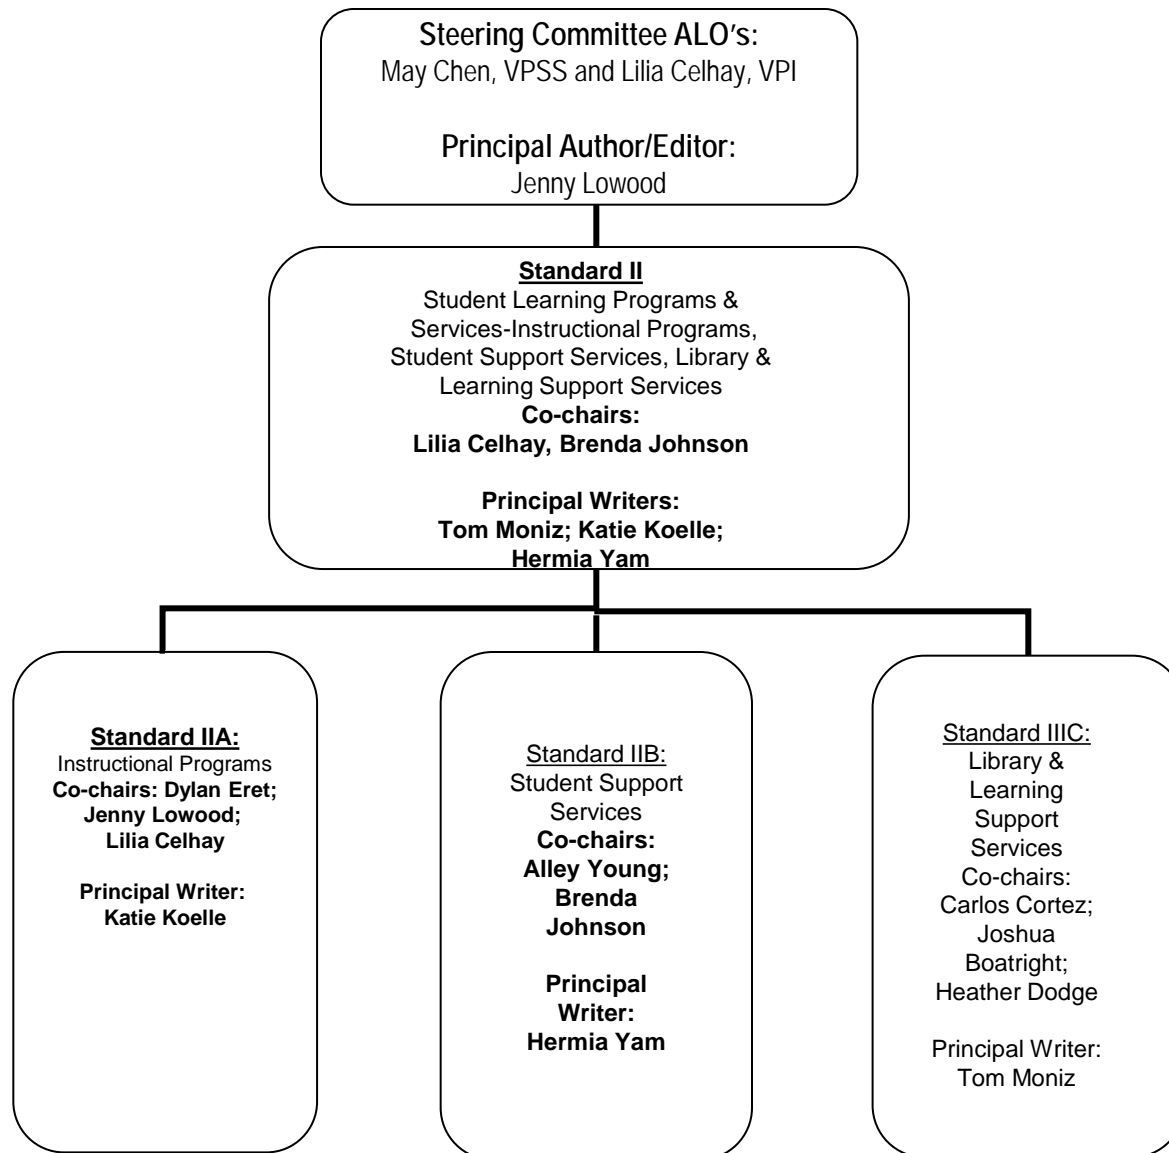 Steering Committee ALO's:
May Chen, VPSS and Lilia Celhay, VPI
Principal Author/Editor:
Jenny Lowood
Standard II
Student Learning Programs &
Services-Instructional Programs,
Student Support Services, Library &
Learning Support Services
Co-chairs:
Lilia Celhay, Brenda Johnson
Principal Writers:
Tom Moniz; Katie Koelle;
Hermia Yam
Standard IIA:
Instructional Programs
Co-chairs: Dylan Eret;
Jenny Lowood;
Lilia Celhay
Principal Writer:
Katie Koelle
Standard IIB:
Student Support
Services
Co-chairs:
Alley Young;
Brenda
Johnson
Principal
Writer:
Hermia Yam
Standard IIIC:
Library &
Learning
Support
Services
Co-chairs:
Carlos Cortez;
Joshua
Boatright;
Heather Dodge
Principal Writer:
Tom Moniz